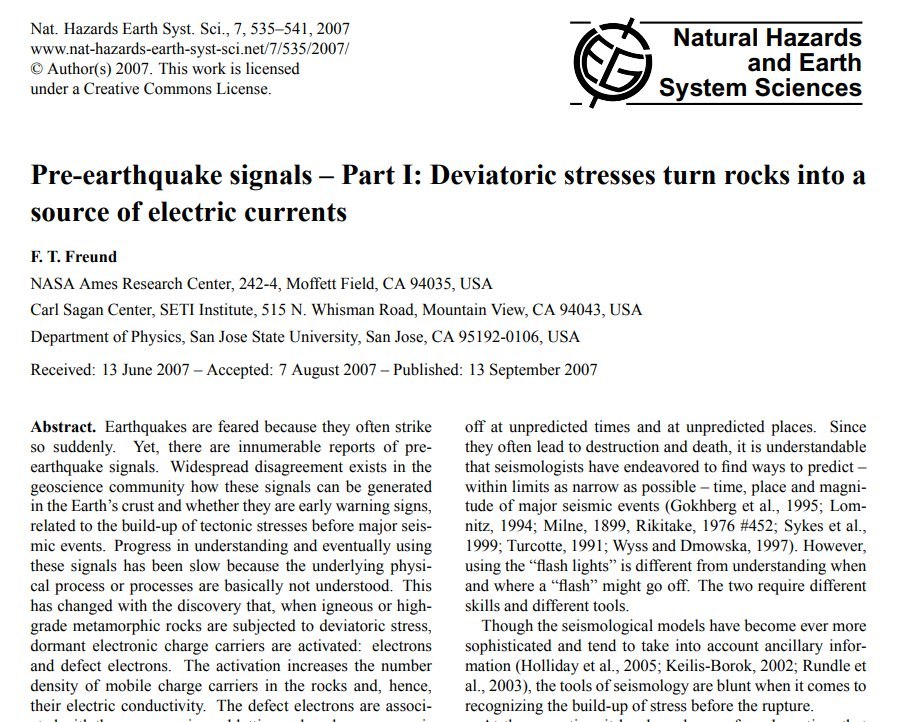 Nat. Hazards Earth Syst. Sci., 7, 535–541, 2007
www.nat-hazards-earth-syst-sci.net/7/535/2007/
© Author(s) 2007. This work is licensed
under a Creative Commons License.
Natural Hazards
and Earth
System Sciences
Pre-earthquake signals – Part I: Deviatoric stresses turn rocks into a
source of electric currents
F. T. Freund
NASA Ames Research Center, 242-4, Moffett Field, CA 94035, USA
Carl Sagan Center, SETI Institute, 515 N. Whisman Road, Mountain View, CA 94043, USA
Department of Physics, San Jose State University, San Jose, CA 95192-0106, USA
Received: 13 June 2007 – Accepted: 7 August 2007 – Published: 13 September 2007
Abstract. Earthquakes are feared because they often strike
so suddenly. Yet, there are innumerable reports of pre-
earthquake signals. Widespread disagreement exists in the
geoscience community how these signals can be generated
in the Earth's crust and whether they are early warning signs,
related to the build-up of tectonic stresses before major seis-
mic events. Progress in understanding and eventually using
these signals has been slow because the underlying physi-
cal process or processes are basically not understood. This
has changed with the discovery that, when igneous or high-
grade metamorphic rocks are subjected to deviatoric stress,
dormant electronic charge carriers are activated: electrons
and defect electrons. The activation increases the number
density of mobile charge carriers in the rocks and, hence,
their electric conductivity. The defect electrons are associ-
off at unpredicted times and at unpredicted places. Since
they often lead to destruction and death, it is understandable
that seismologists have endeavored to find ways to predict –
within limits as narrow as possible – time, place and magni-
tude of major seismic events (Gokhberg et al., 1995; Lom-
nitz, 1994; Milne, 1899, Rikitake, 1976 #452; Sykes et al.,
1999; Turcotte, 1991; Wyss and Dmowska, 1997). However,
using the "flash lights" is different from understanding when
and where a "flash" might go off. The two require different
skills and different tools.
Though the seismological models have become ever more
sophisticated and tend to take into account ancillary infor-
mation (Holliday et al., 2005; Keilis-Borok, 2002; Rundle et
al., 2003), the tools of seismology are blunt when it comes to
recognizing the build-up of stress before the rupture.